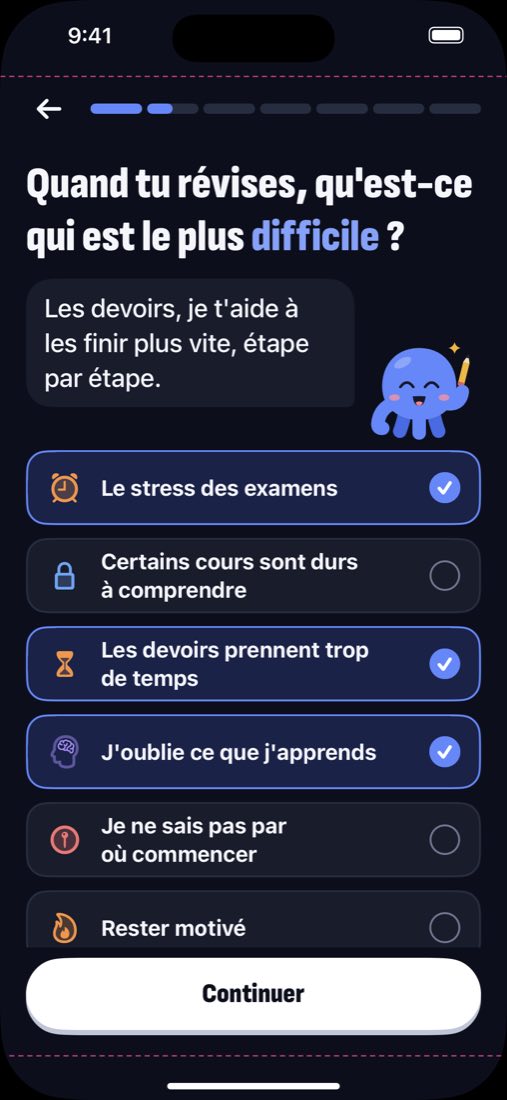 9:41
Quand tu révises, qu'est-ce
qui est le plus difficile ?
Les devoirs, je t'aide à
les finir plus vite, étape
par étape.
Le stress des examens
Certains cours sont durs
à comprendre
Les devoirs prennent trop
de temps
J'oublie ce que j'apprends
Je ne sais pas par
où commencer
Rester motivé
Continuer